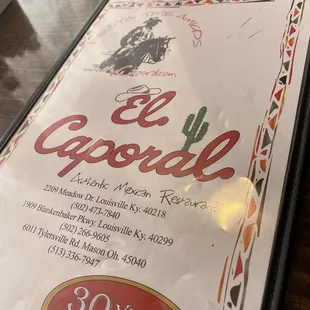 El
Caporal
Authentic Mexican Restaurant
2209 Meadow Dr. Louisville Ky. 40218
(502) 473-7840
1909 Blankenbaker Pkwy. Louisville Ky. 40299
(502) 266-9605
6011 Tylersville Rd. Mason Oh. 45040
(513) 336-7947
30